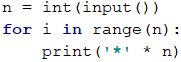 n = int(input())
for i in range(n):
    print('*' * n)